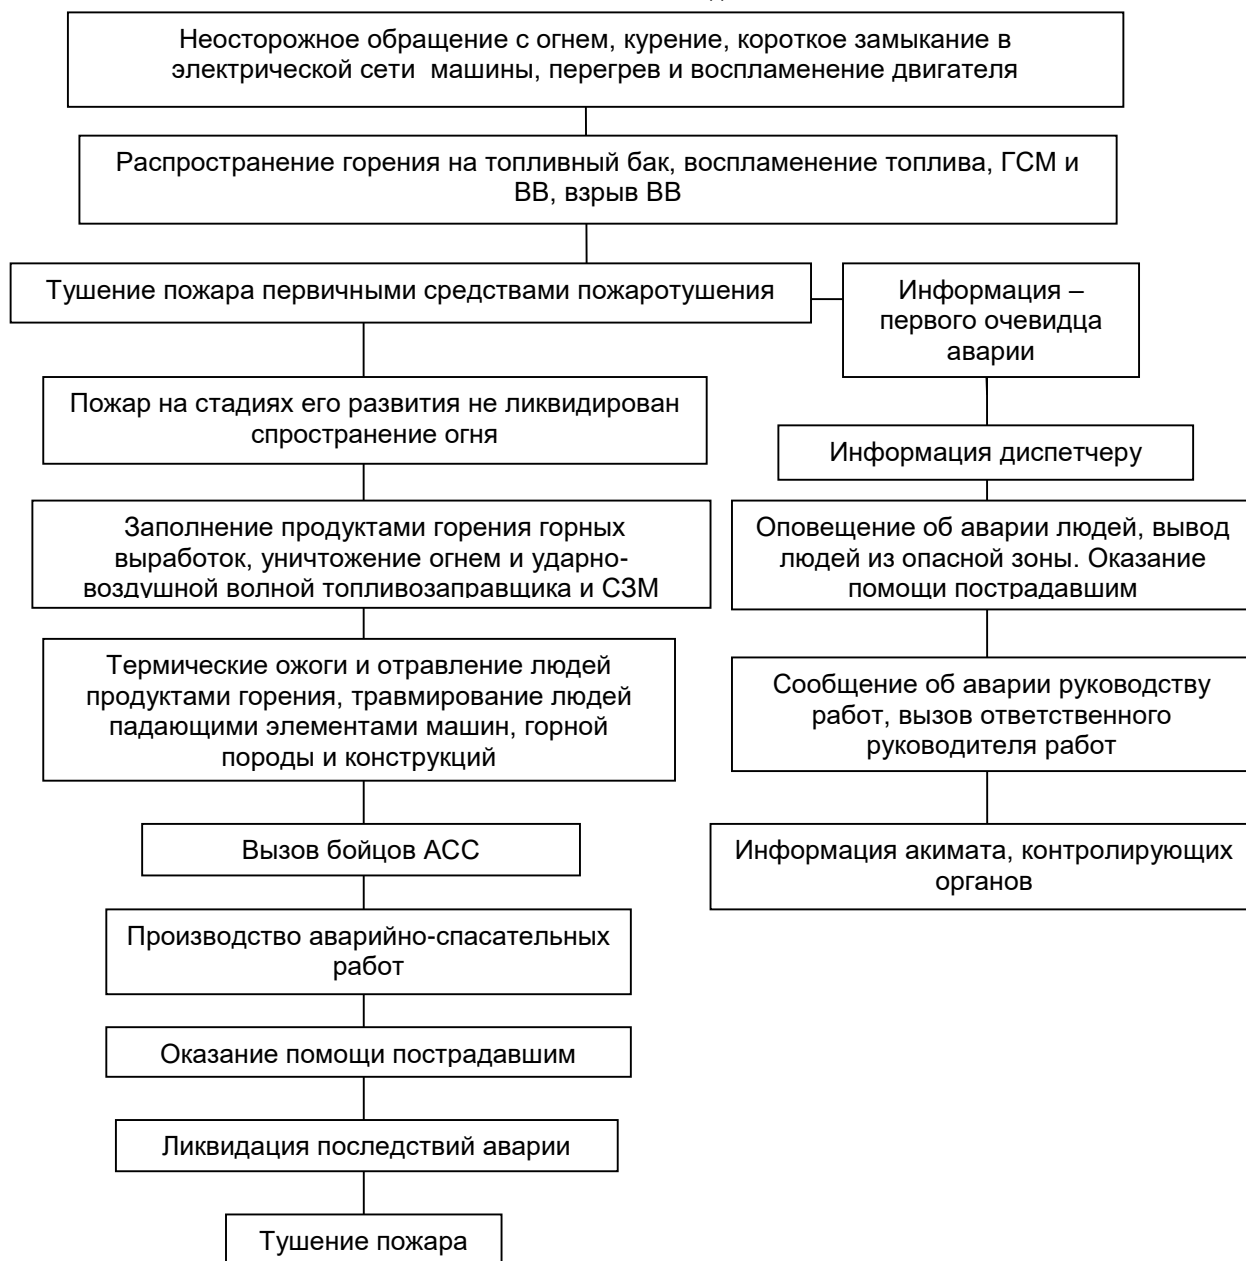 Неосторожное обращение с огнем, курение, короткое замыкание в
электрической сети  машины, перегрев и воспламенение двигателя
Распространение горения на топливный бак, воспламенение топлива, ГСМ и
ВВ, взрыв ВВ
Тушение пожара первичными средствами пожаротушения
Информация –
первого очевидца
аварии
Пожар на стадиях его развития не ликвидирован
спространение огня
Информация диспетчеру
Заполнение продуктами горения горных
выработок, уничтожение огнем и ударно-
воздушной волной топливозаправщика и СЗМ
Оповещение об аварии людей, вывод
людей из опасной зоны. Оказание
помощи пострадавшим
Термические ожоги и отравление людей
продуктами горения, травмирование людей
падающими элементами машин, горной
породы и конструкций
Сообщение об аварии руководству
работ, вызов ответственного
руководителя работ
Вызов бойцов АСС
Информация акимата, контролирующих
органов
Производство аварийно-спасательных
работ
Оказание помощи пострадавшим
Ликвидация последствий аварии
Тушение пожара